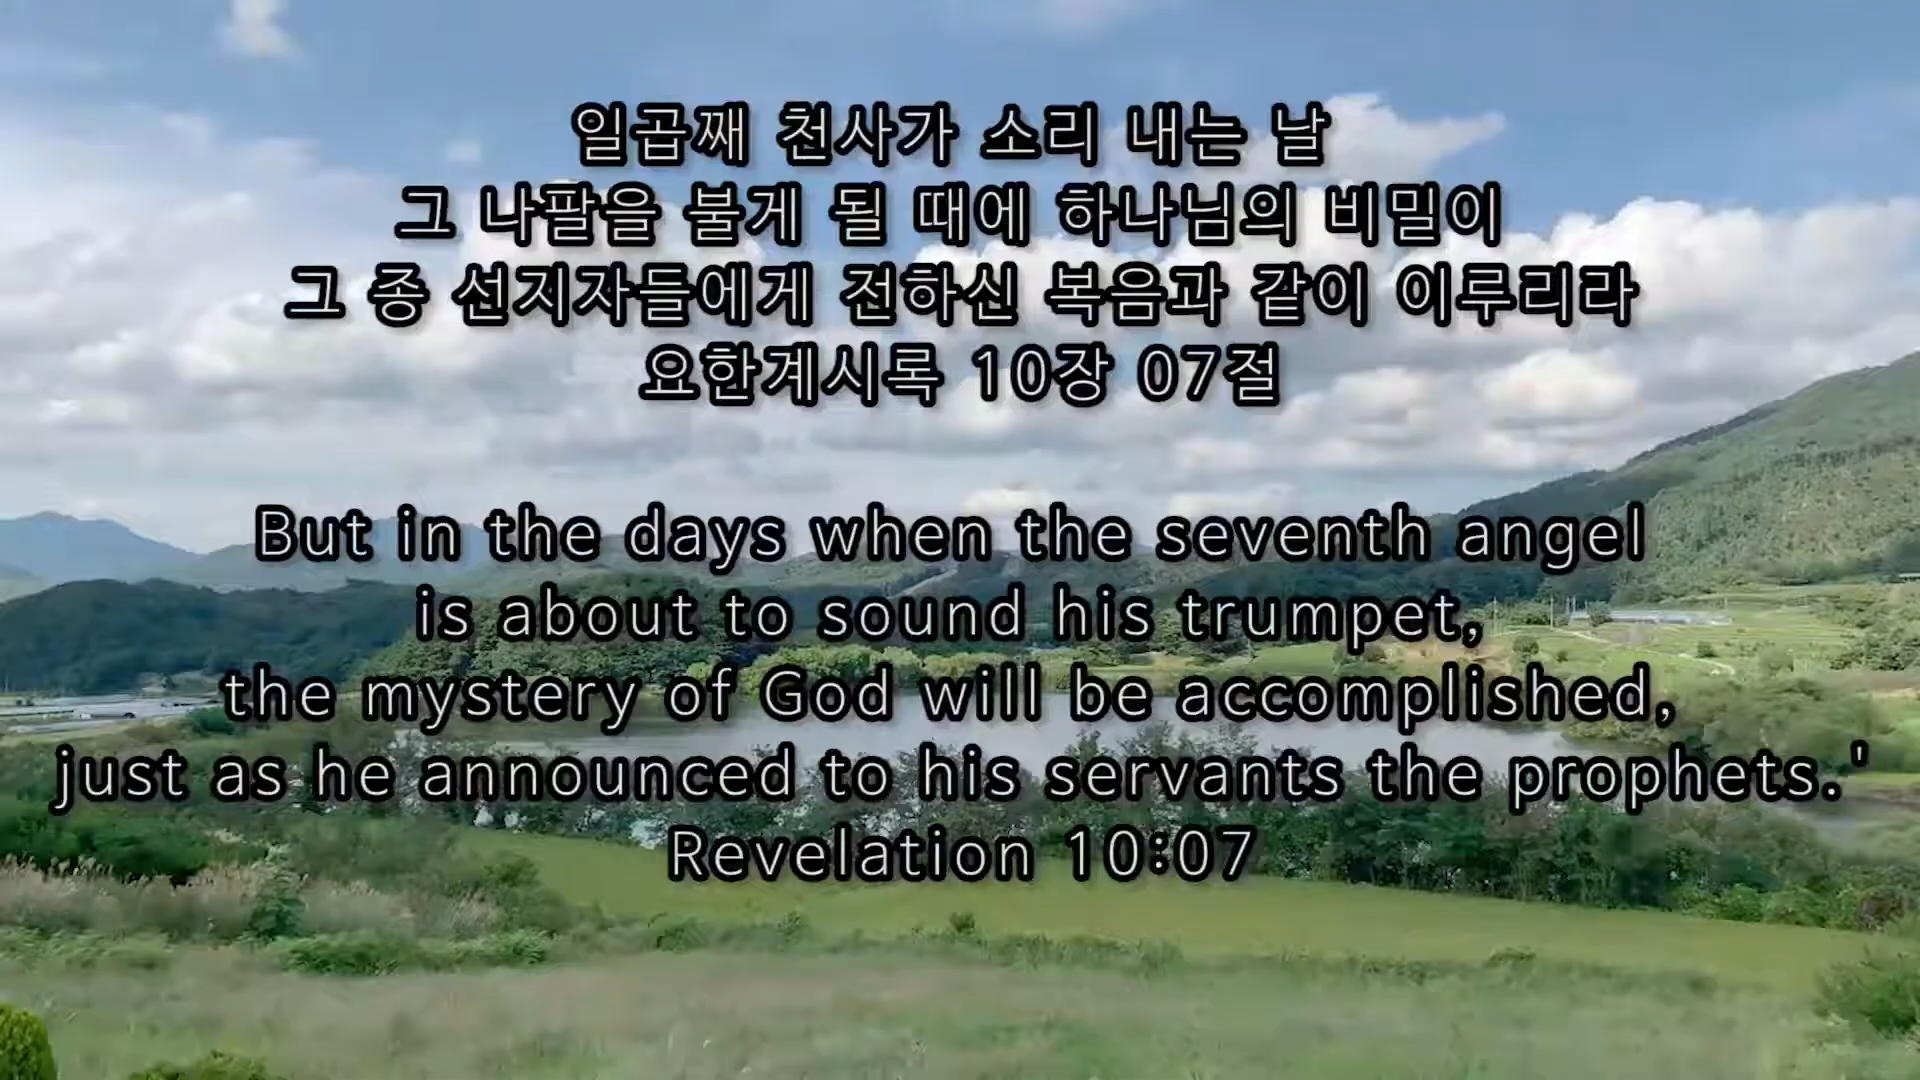 일곱째 천사가 소리 내는 날
그 나팔을 불게 될 때에 하나님의 비밀이
그 종 선지자들에게 전하신 복음과 같이 이루리라
요한계시록 10장 07절
But in the days when the seventh angel
is about to sound his trumpet,
the mystery of God will be accomplished,
just as he announced to his servants the prophets.'
Revelation 10:07